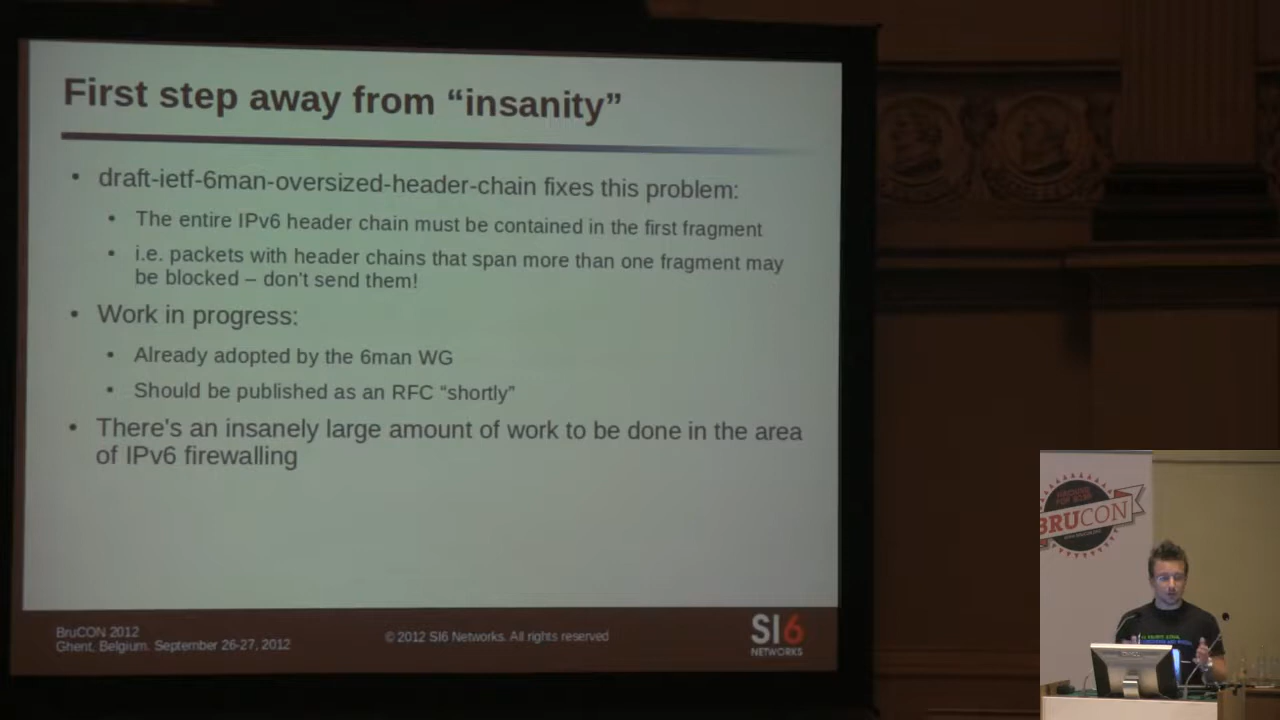 First step away from “insanity”
• draft-ietf-6man-oversized-header-chain fixes this problem:
• The entire IPv6 header chain must be contained in the first fragment
• i.e. packets with header chains that span more than one fragment may
be blocked – don't send them!
• Work in progress:
• Already adopted by the 6man WG
• Should be published as an RFC “shortly”
• There's an insanely large amount of work to be done in the area
of IPv6 firewalling
BruCON 2012
Ghent, Belgium. September 26-27, 2012
© 2012 SI6 Networks. All rights reserved
SI6
NETWORKS
BRUCON